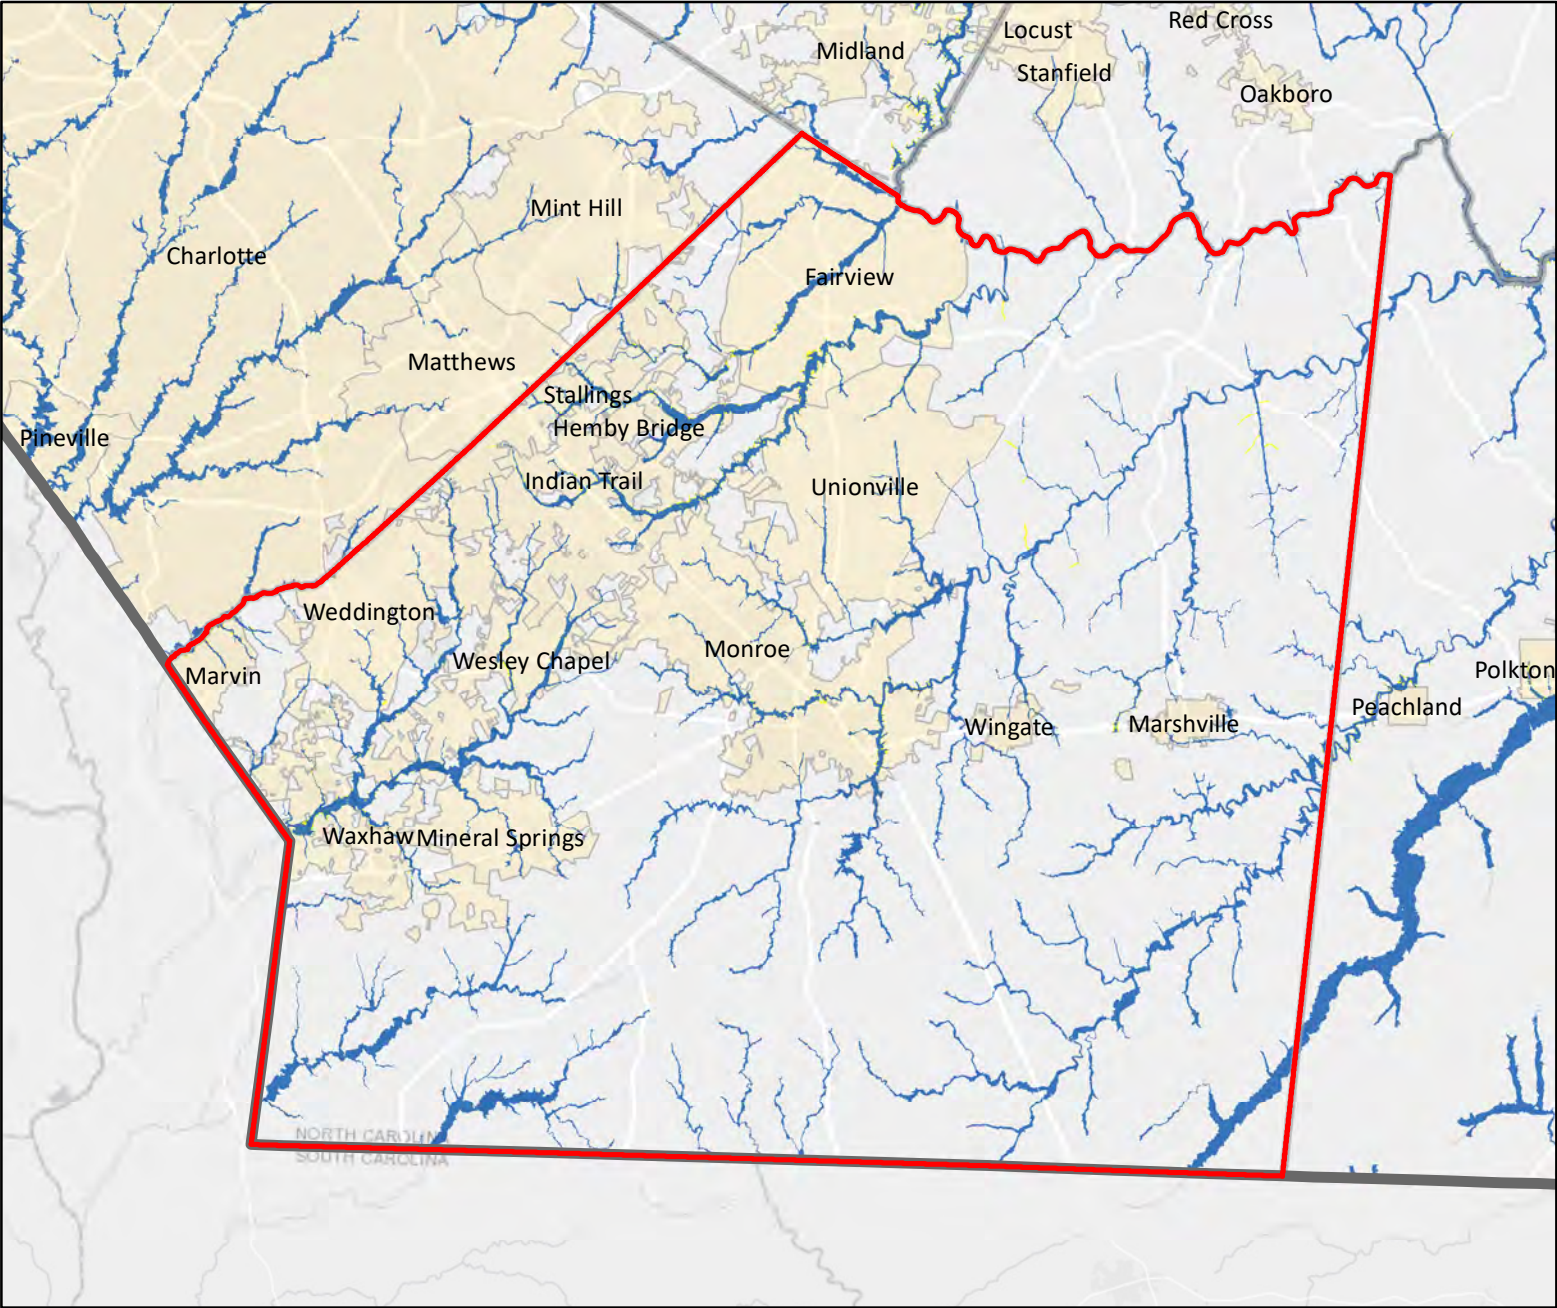 Red Cross
Locust
Midland
Stanfield
Oakboro
Mint Hill
Charlotte
Fairview
Matthews
Stallings
Hemby Bridge
Pineville
Indian Trail
Unionville
Weddington
Monroe
Wesley Chapel
Polkton
Marvin
Peachland
Wingate
Marshville
Waxhaw
Mineral Springs
NORTH CAROLINA
SOUTH CAROLINA